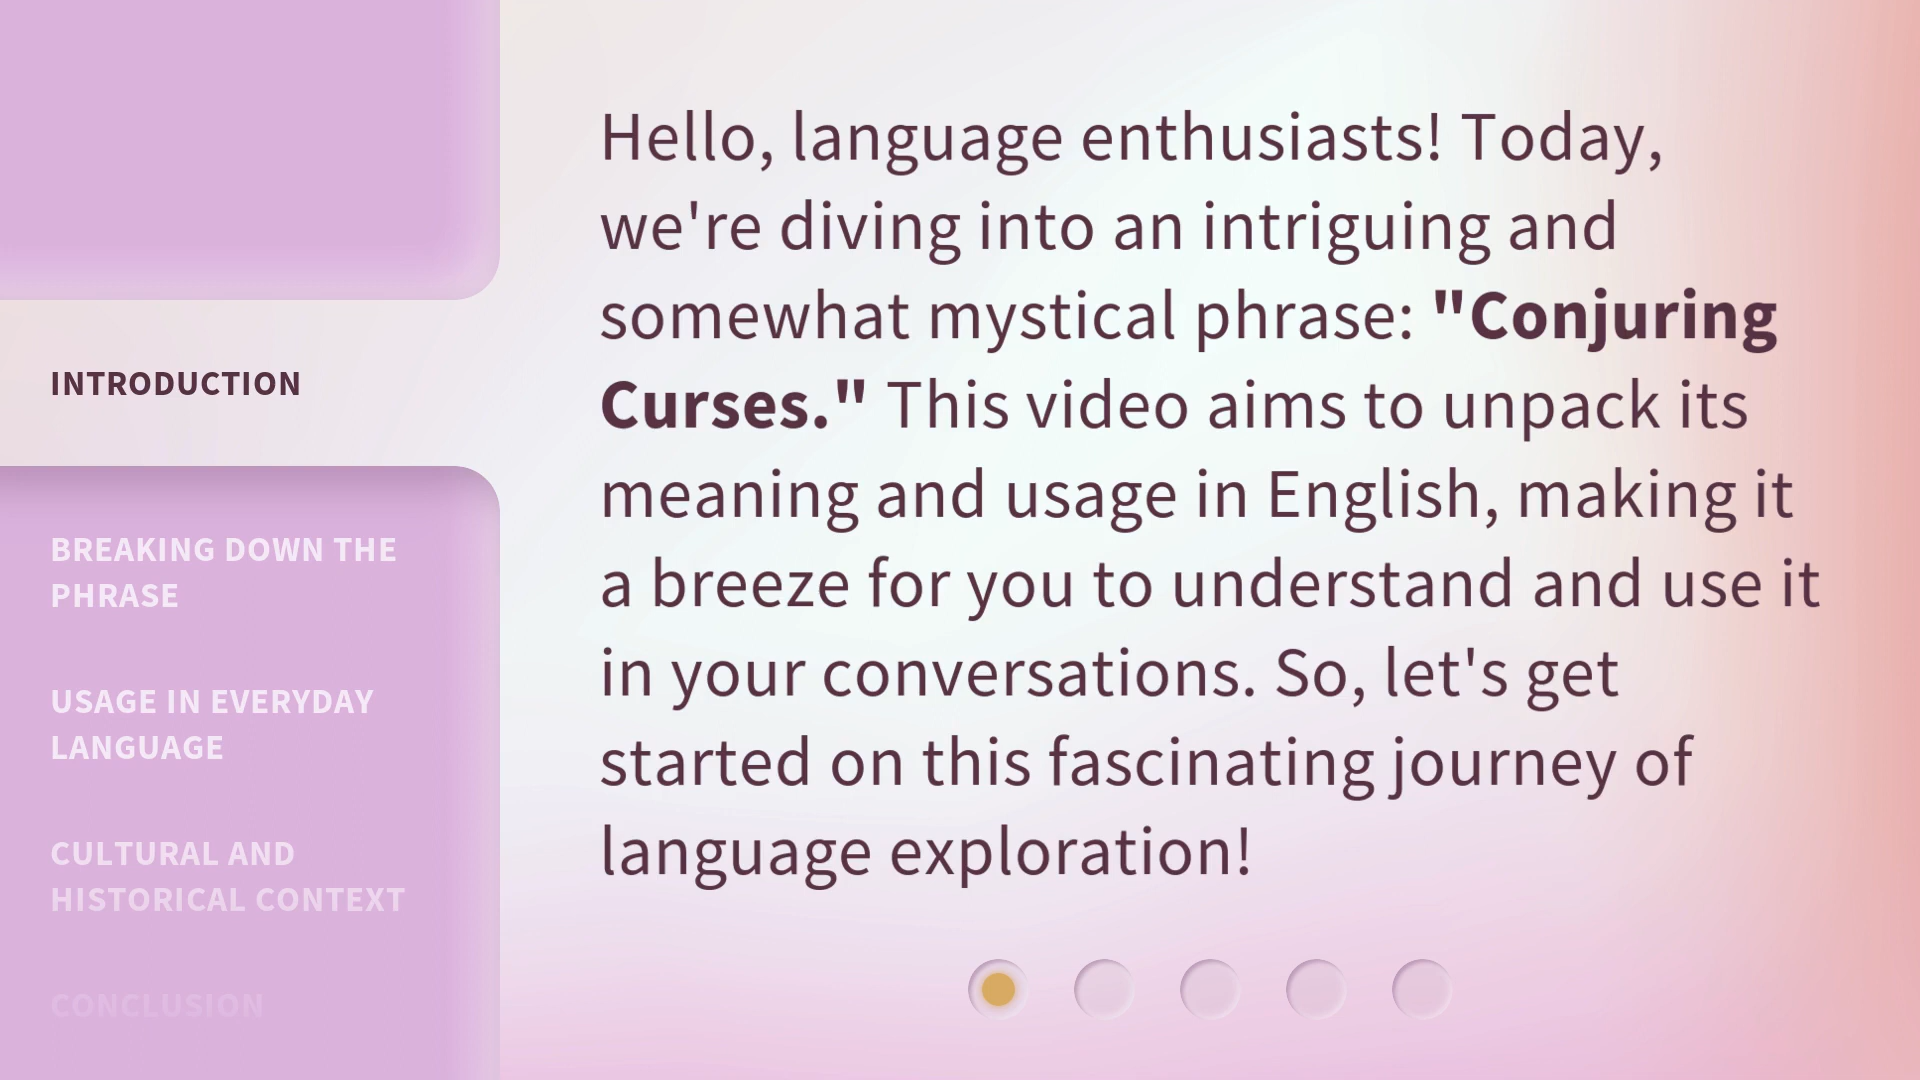 INTRODUCTION
BREAKING DOWN THE
PHRASE
USAGE IN EVERYDAY
LANGUAGE
CULTURAL AND
HISTORICAL CONTEXT
CONCLUSION
Hello, language enthusiasts! Today,
we're diving into an intriguing and
somewhat mystical phrase: "Conjuring
Curses." This video aims to unpack its
meaning and usage in English, making it
a breeze for you to understand and use it
in your conversations. So, let's get
started on this fascinating journey of
language exploration!